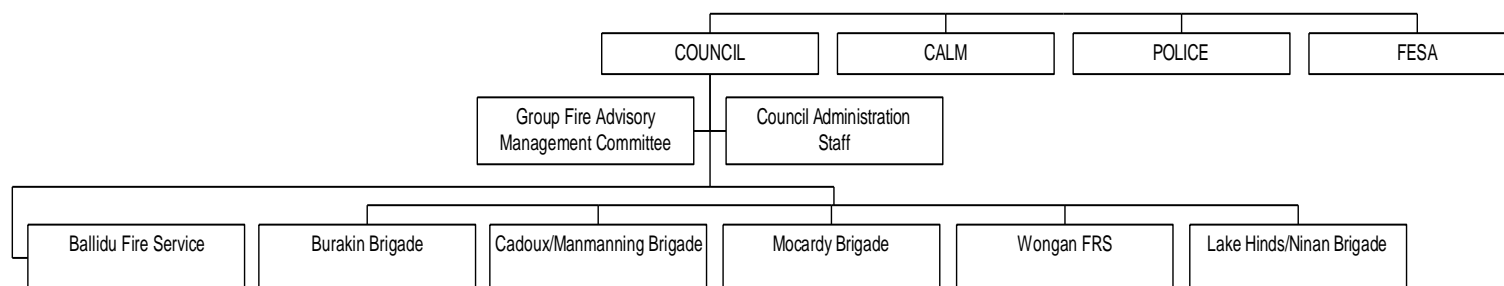 COUNCIL
CALM
POLICE
FESA
Group Fire Advisory
Management Committee
Council Administration
Staff
Ballidu Fire Service
Burakin Brigade
Cadoux/Manmanning Brigade
Mocardy Brigade
Wongan FRS
Lake Hinds/Ninan Brigade